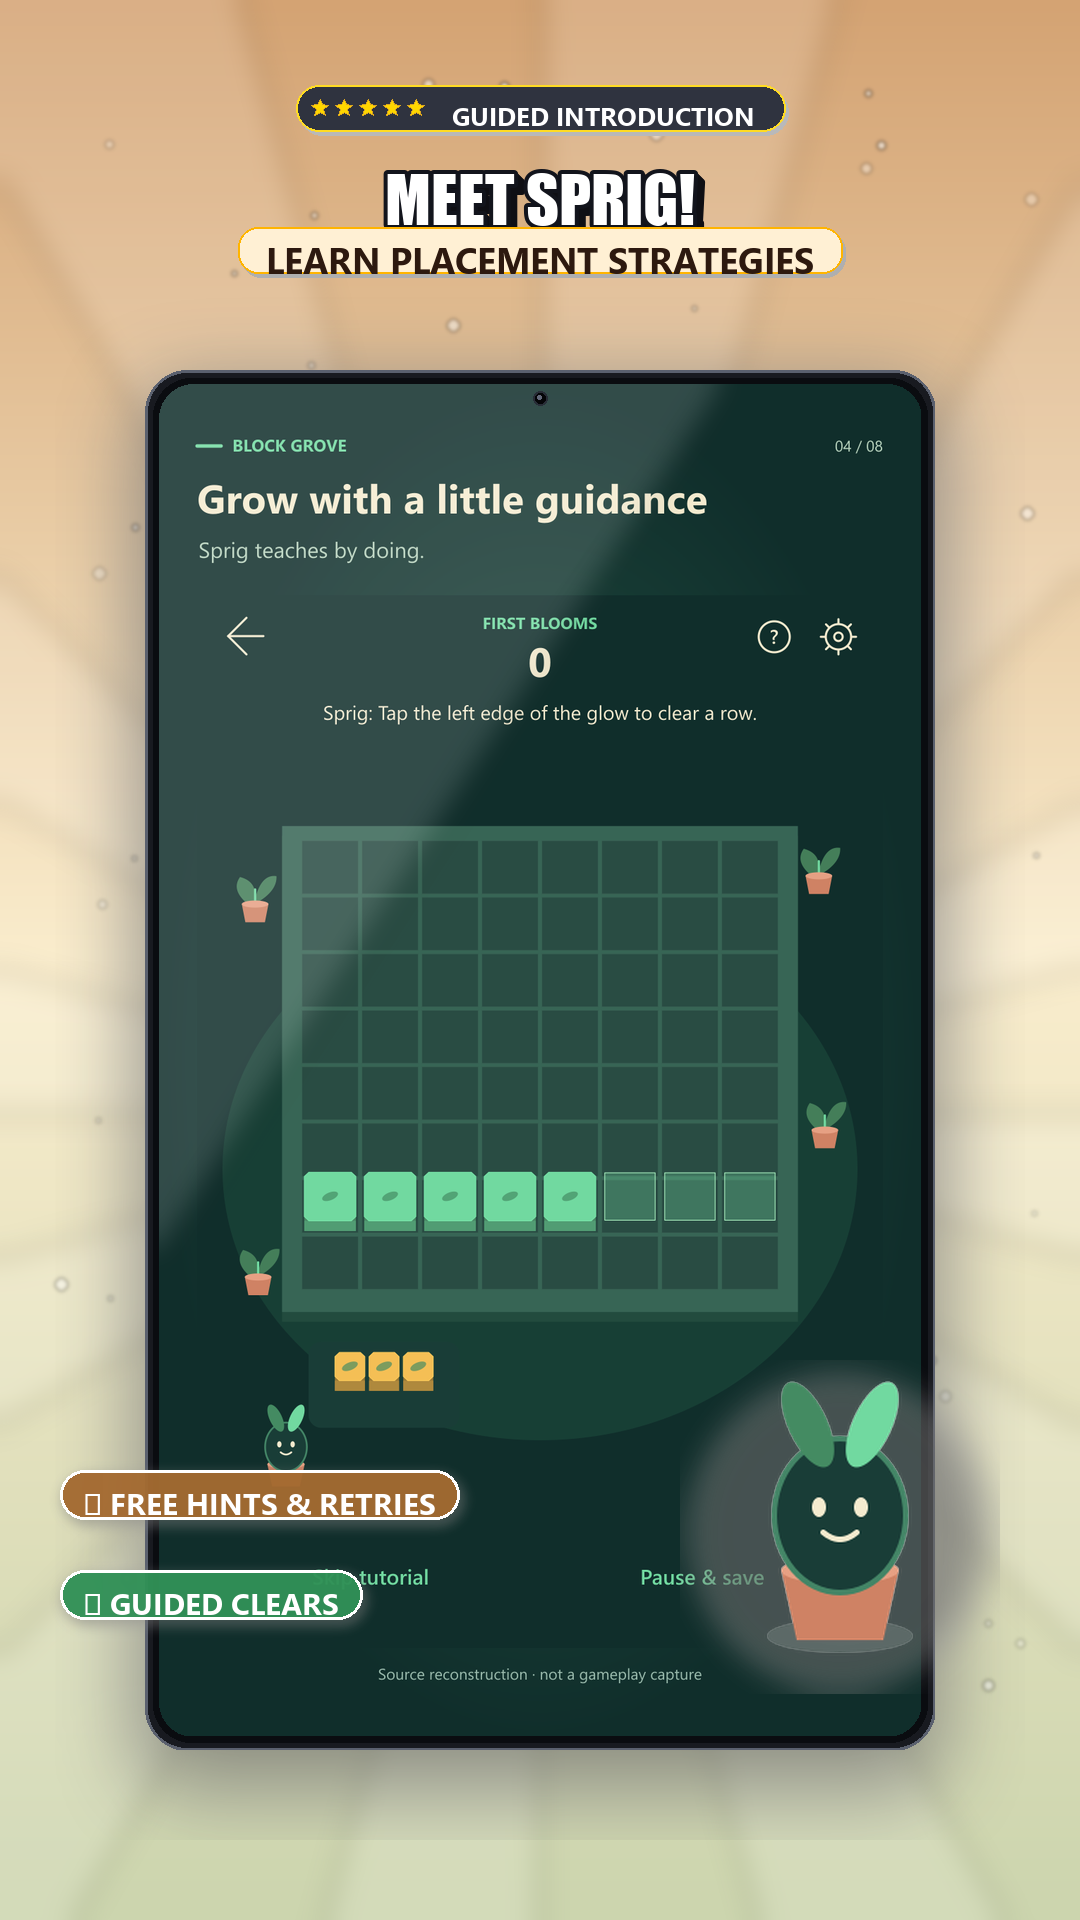 ★★★★★ GUIDED INTRODUCTION
MEET SPRIG!
LEARN PLACEMENT STRATEGIES
BLOCK GROVE
04 / 08
Grow with a little guidance
Sprig teaches by doing.
FIRST BLOOMS
?
0
Sprig: Tap the left edge of the glow to clear a row.
FREE HINTS & RETRIES
Skip tutorial
Pause & save
GUIDED CLEARS
Source reconstruction · not a gameplay capture